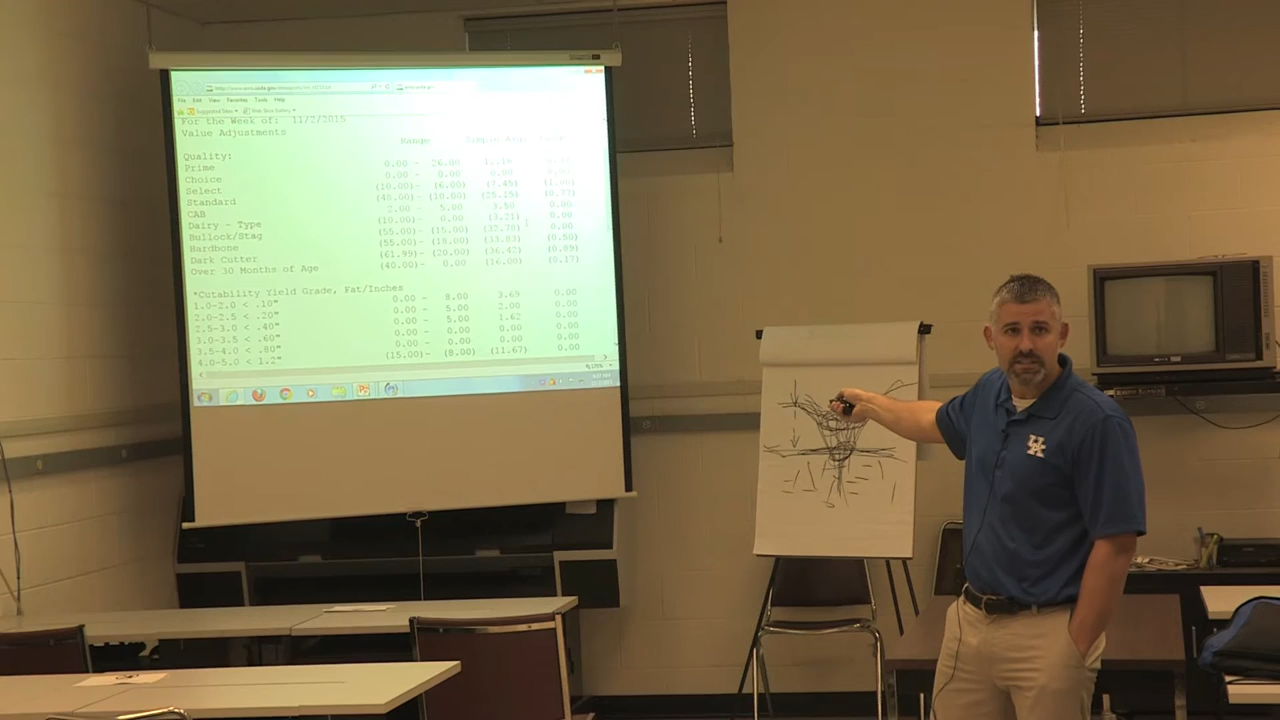 File Edit View Favorites Tools Help
Suggested Sites Web Slice Gallery
For the Week of: 11/2/2015
Value Adjustments
Range Simple Avg.
Quality:
Prime 0.00 - 26.00
Choice 0.00 - 0.00 0.00
Select (10.00)- (6.00) (7.45) (1.00)
Standard (48.00)- (10.00) (25.15) (0.77)
CAB 2.00 - 5.00 3.50 0.00
Dairy - Type (10.00)- 0.00 (3.21) 0.00
Bullock/Stag (55.00)- (15.00) (32.78) 0.00
Hardbone (55.00)- (18.00) (33.83) (0.50)
Dark Cutter (61.99)- (20.00) (36.42) (0.89)
Over 30 Months of Age (40.00)- 0.00 (16.00) (0.17)
*Cutability Yield Grade, Fat/Inches
1.0-2.0 < .10" 0.00 - 8.00 3.69 0.00
2.0-2.5 < .20" 0.00 - 5.00 2.00 0.00
2.5-3.0 < .40" 0.00 - 5.00 1.62 0.00
3.0-3.5 < .60" 0.00 - 0.00 0.00 0.00
3.5-4.0 < .80" 0.00 - 0.00 0.00 0.00
4.0-5.0 < 1.2" (15.00)- (8.00) (11.67) 0.00
UK